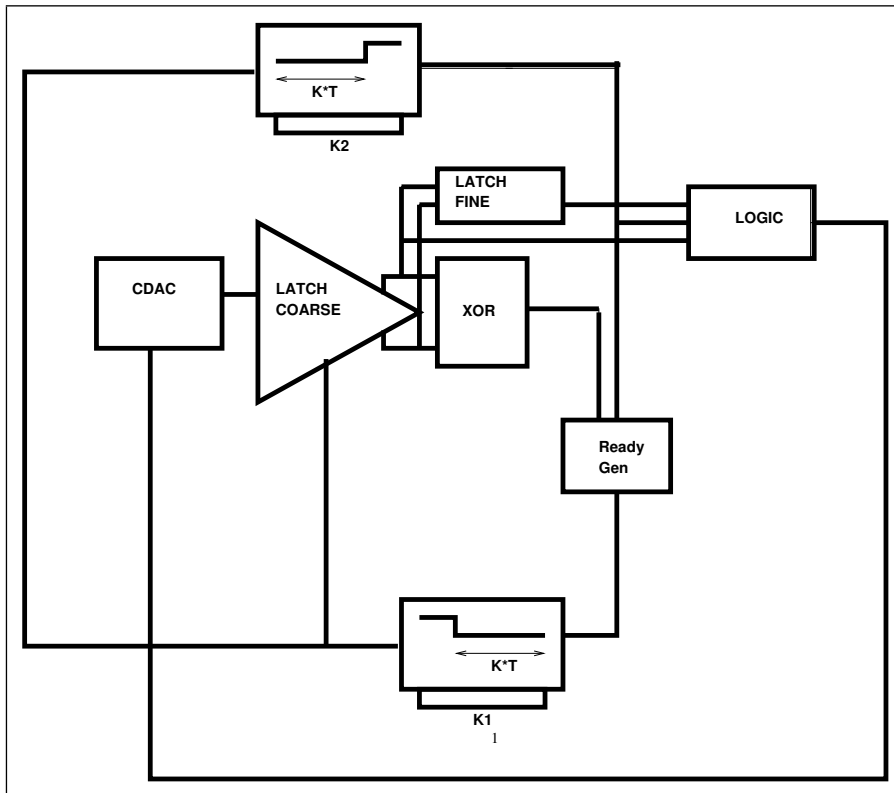 K*T
K2
LATCH
FINE
LOGIC
CDAC
LATCH
COARSE
XOR
Ready
Gen
K*T
K1
1